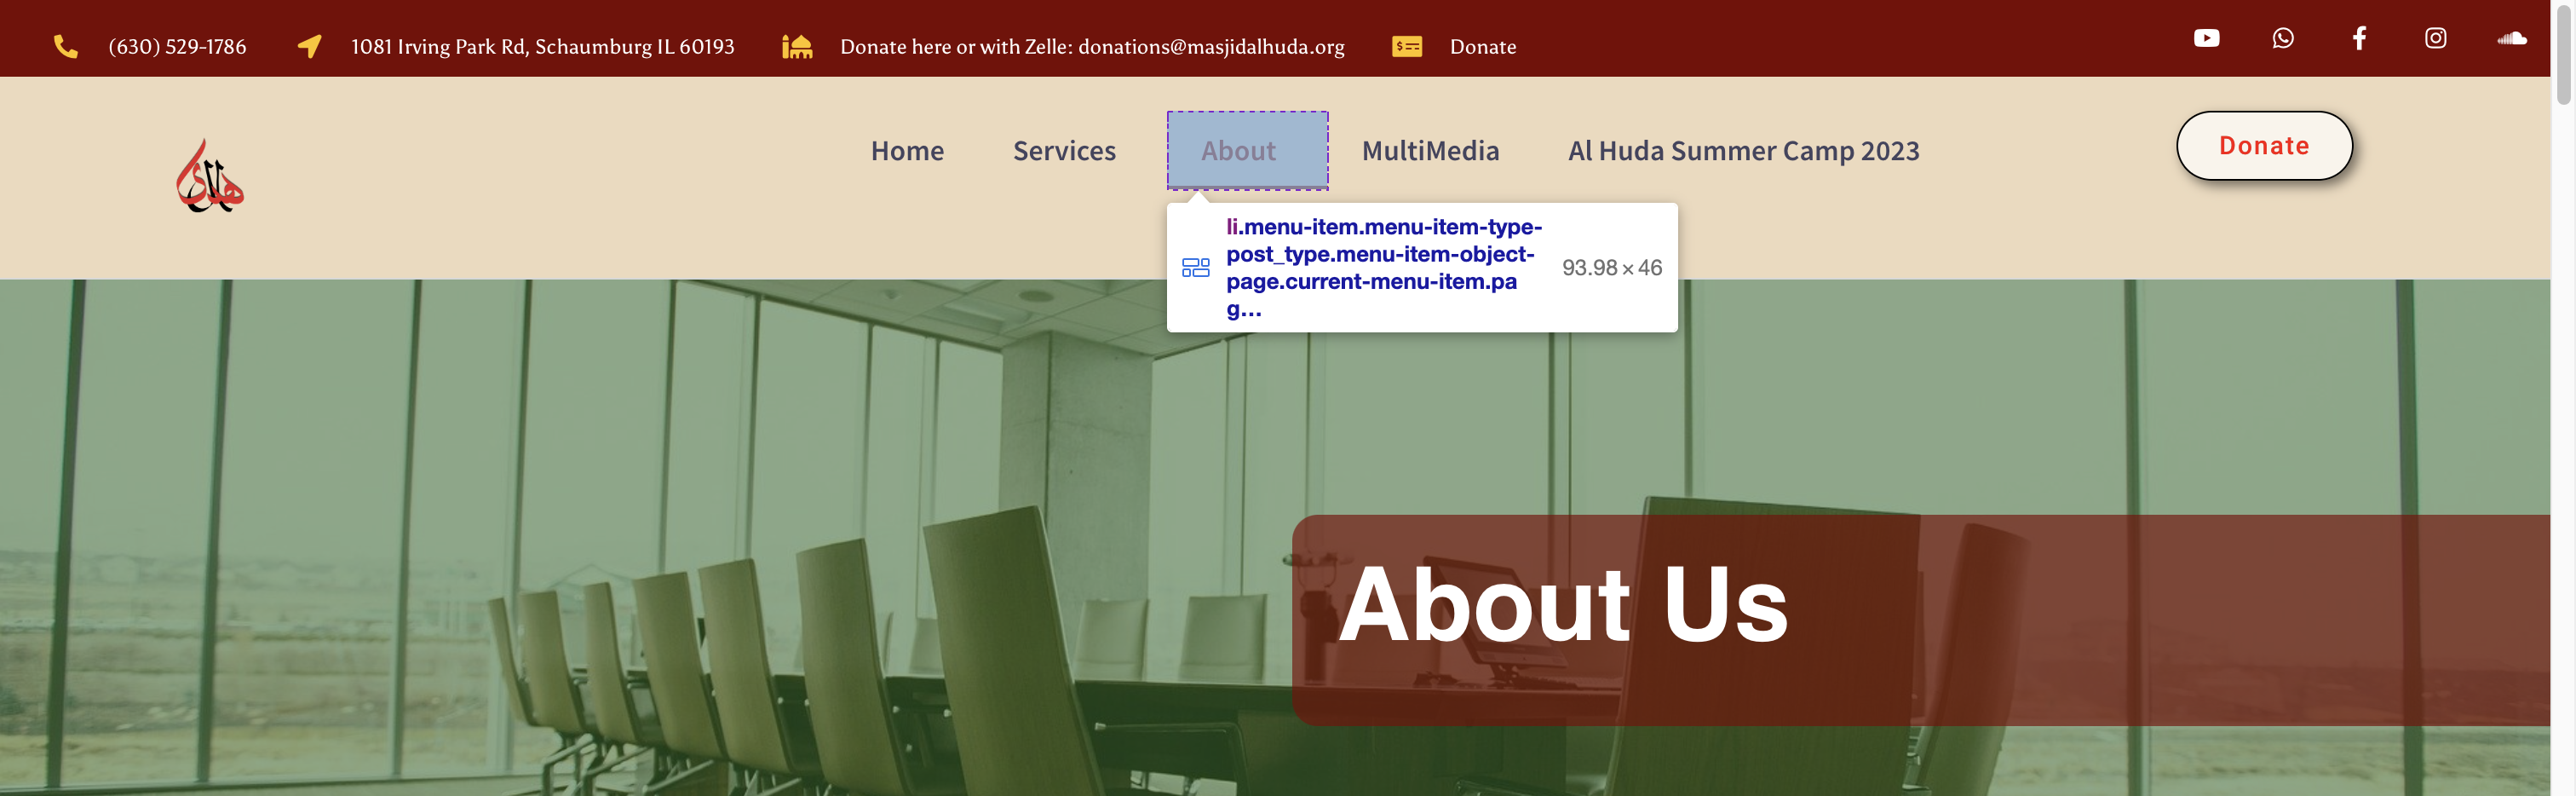 (630) 529-1786
1081 Irving Park Rd, Schaumburg IL 60193
Donate here or with Zelle: donations@masjidalhuda.org
Donate
Home
Services
About
MultiMedia
Al Huda Summer Camp 2023
Donate
li.menu-item.menu-item-type-
post_type.menu-item-object-
page.current-menu-item.pa
g…
93.98 × 46
About Us